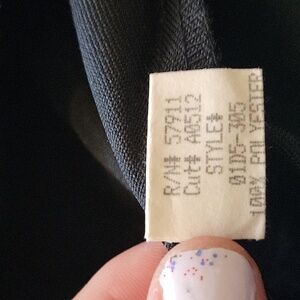 R/N# 57911
Cut# A0512
STYLE#
01D5-305
100% POLYESTER